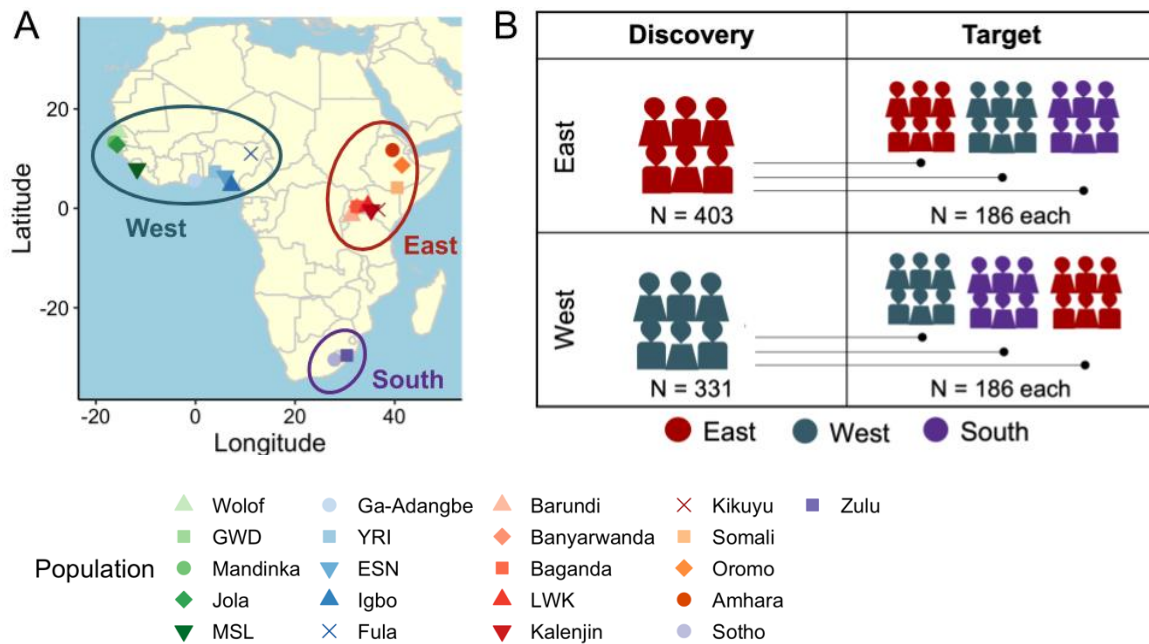 A
Latitude
20
0
-20
West
East
South
-20
0
20
40
Longitude
B
Discovery
Target
East
N = 403
N = 186 each
West
N = 331
N = 186 each
East
West
South
Population
Wolof
GWD
Mandinka
Jola
MSL
Ga-Adangbe
YRI
ESN
Igbo
Fula
Barundi
Banyarwanda
Baganda
LWK
Kalenjin
Kikuyu
Somali
Oromo
Amhara
Sotho
Zulu